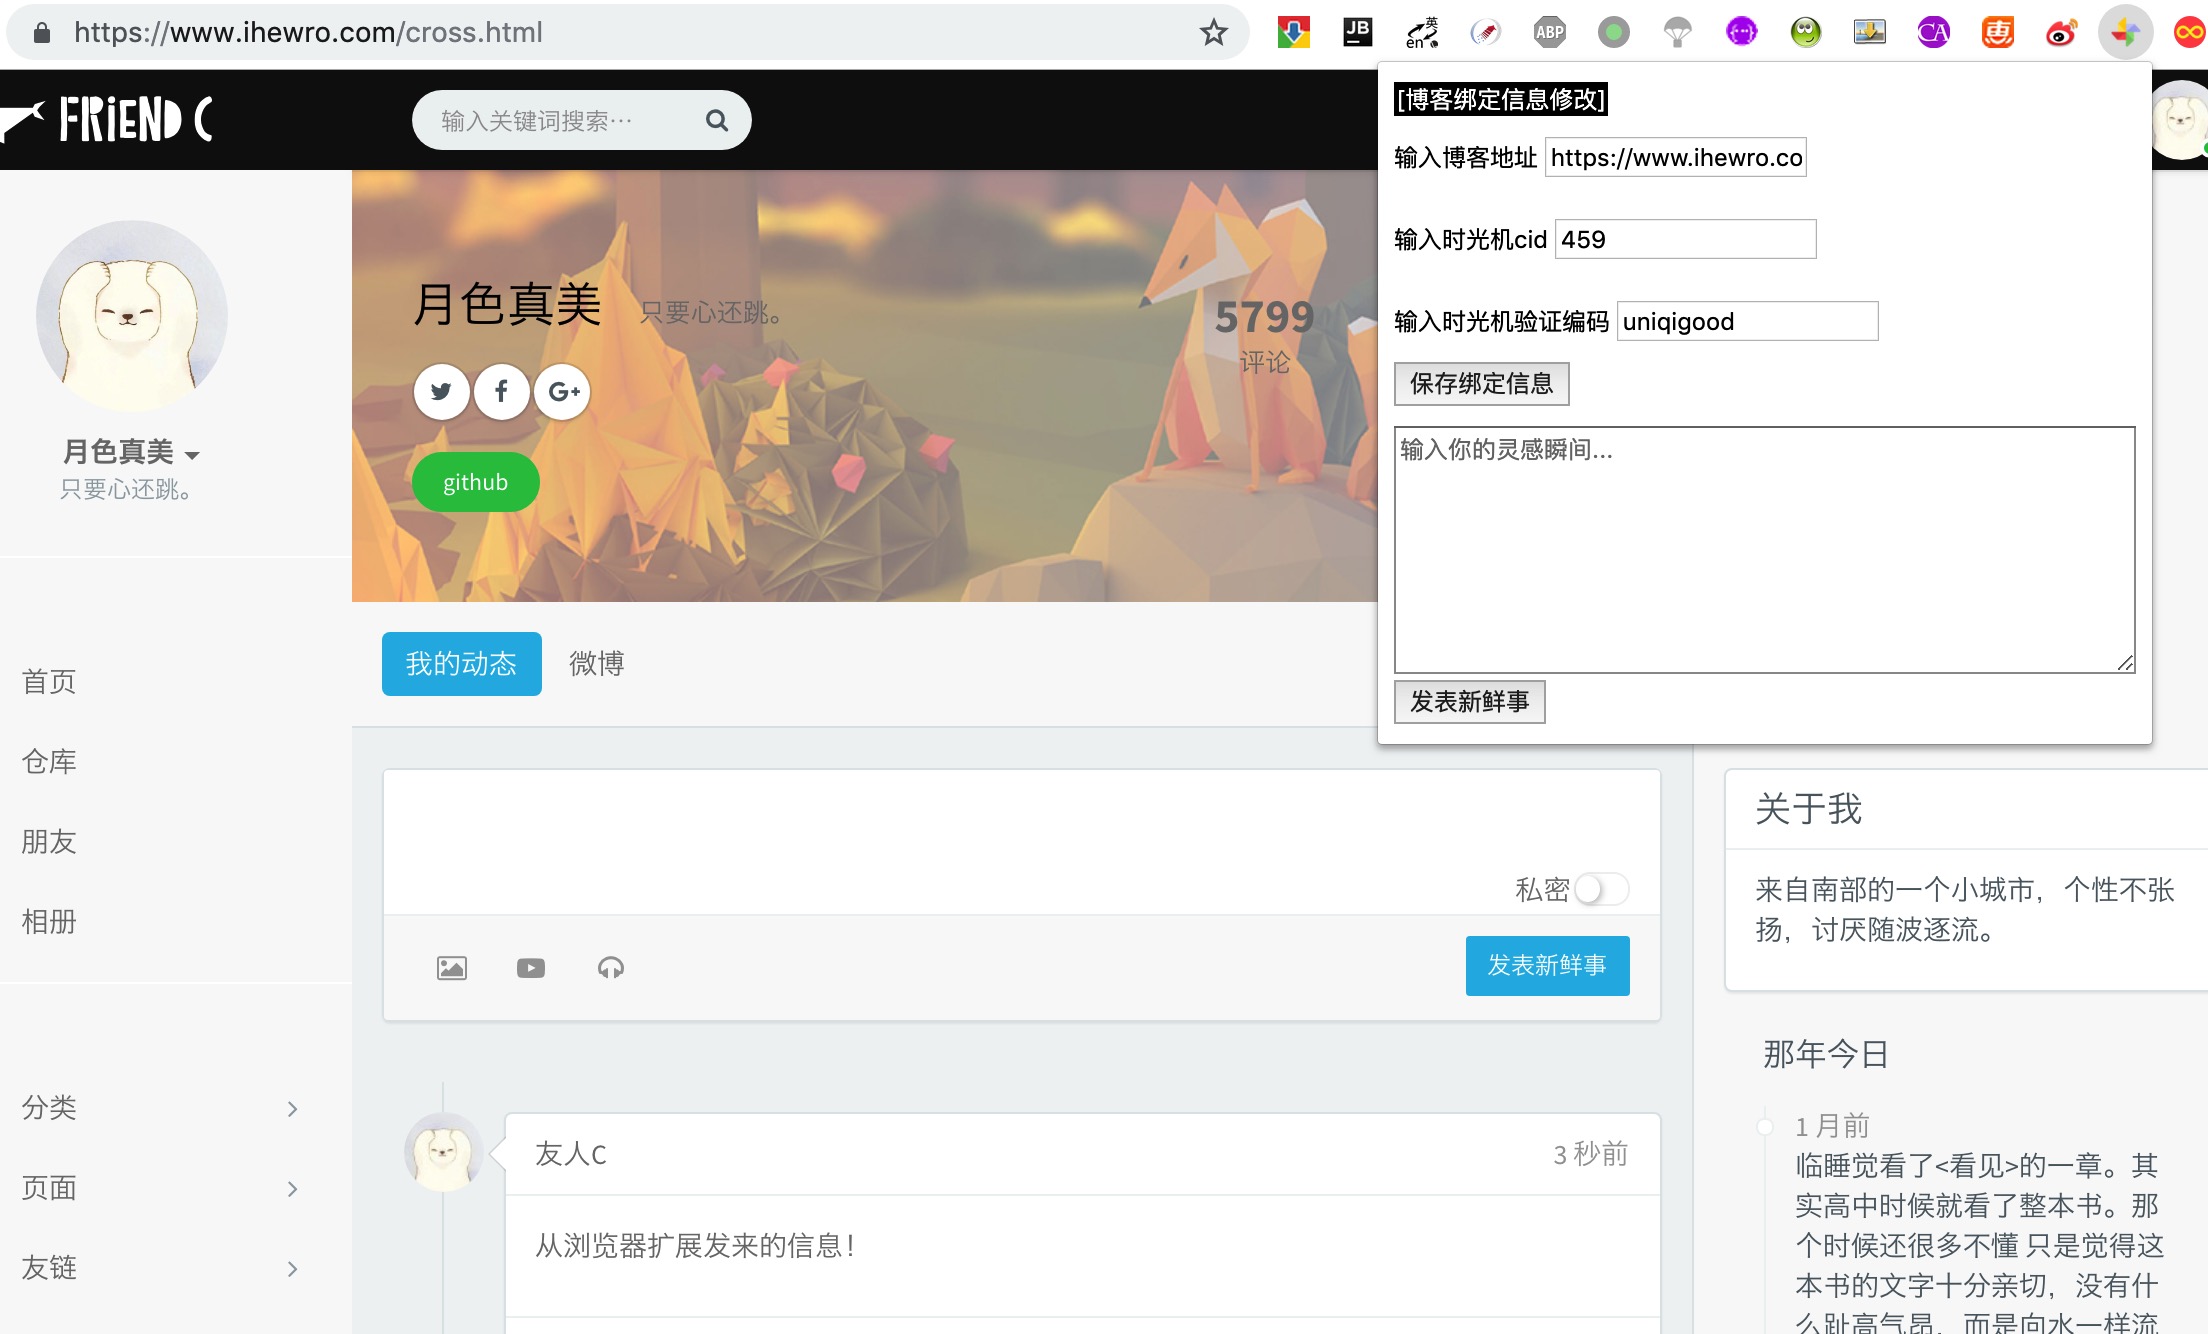 https://www.ihewro.com/cross.html
JB
英
en
ABP
CA
惠
FRiEND C
输入关键词搜索…
[博客绑定信息修改]
输入博客地址 https://www.ihewro.co
输入时光机cid 459
输入时光机验证编码 uniqigood
保存绑定信息
输入你的灵感瞬间...
发表新鲜事
月色真美
只要心还跳。
月色真美 只要心还跳。
5799
评论
G+
github
首页
仓库
朋友
相册
分类
页面
友链
我的动态 微博
私密
发表新鲜事
友人C 3 秒前
从浏览器扩展发来的信息！
关于我
来自南部的一个小城市，个性不张
扬，讨厌随波逐流。
那年今日
1 月前
临睡觉看了<看见>的一章。其
实高中时候就看了整本书。那
个时候还很多不懂 只是觉得这
本书的文字十分亲切，没有什
么趾高气昂，而是向水一样流